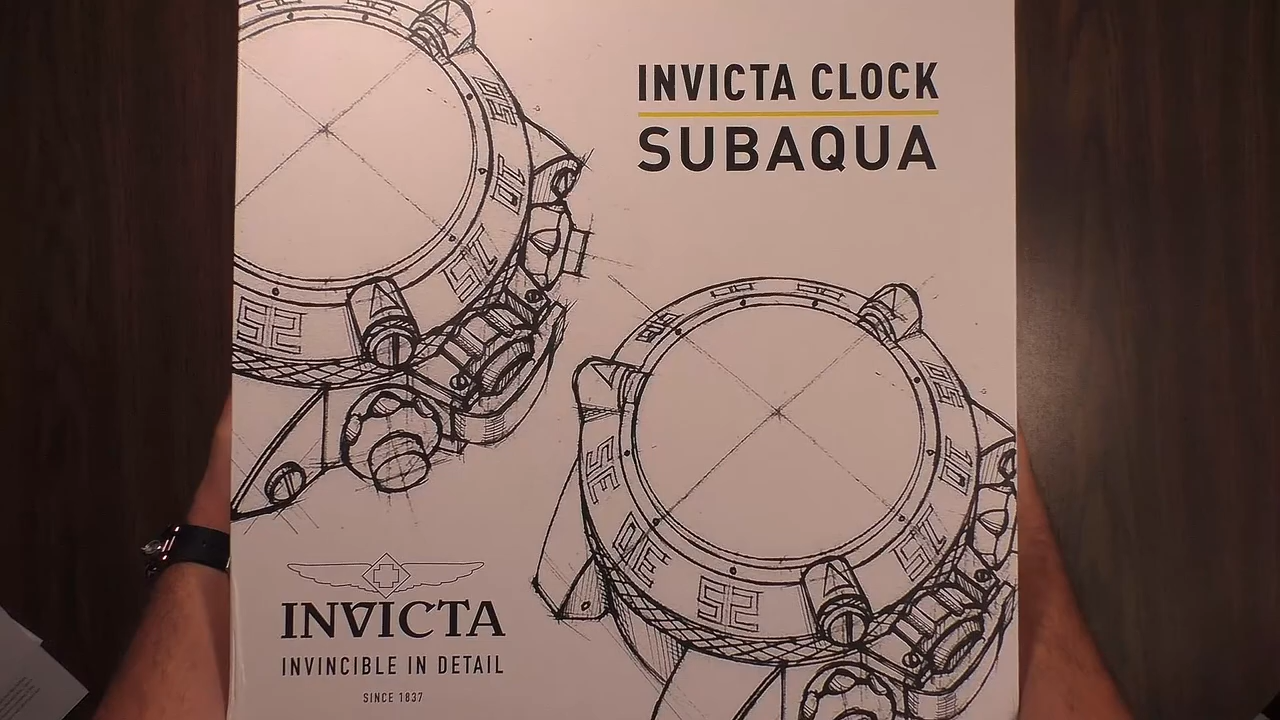 INVICTA CLOCK
SUBAQUA
INVICTA
INVINCIBLE IN DETAIL
SINCE 1837